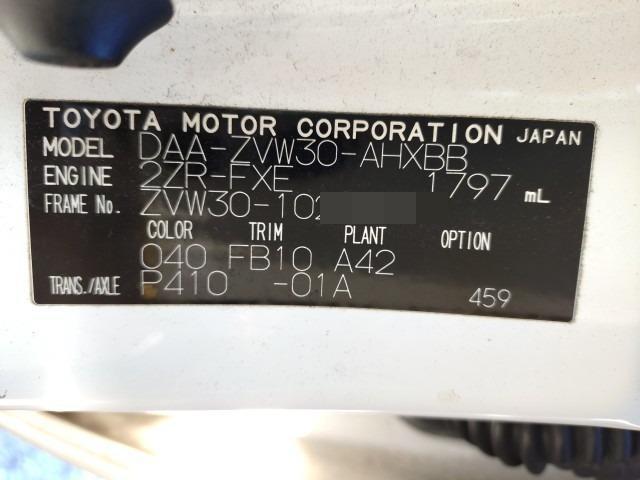 TOYOTA MOTOR CORPORATION JAPAN
MODEL DAA-ZVW30-AHXBB
ENGINE 2ZR-FXE 1797 mL
FRAME No. ZVW30-102
COLOR TRIM PLANT OPTION
040 FB10 A42
TRANS./AXLE P410 -01A 459